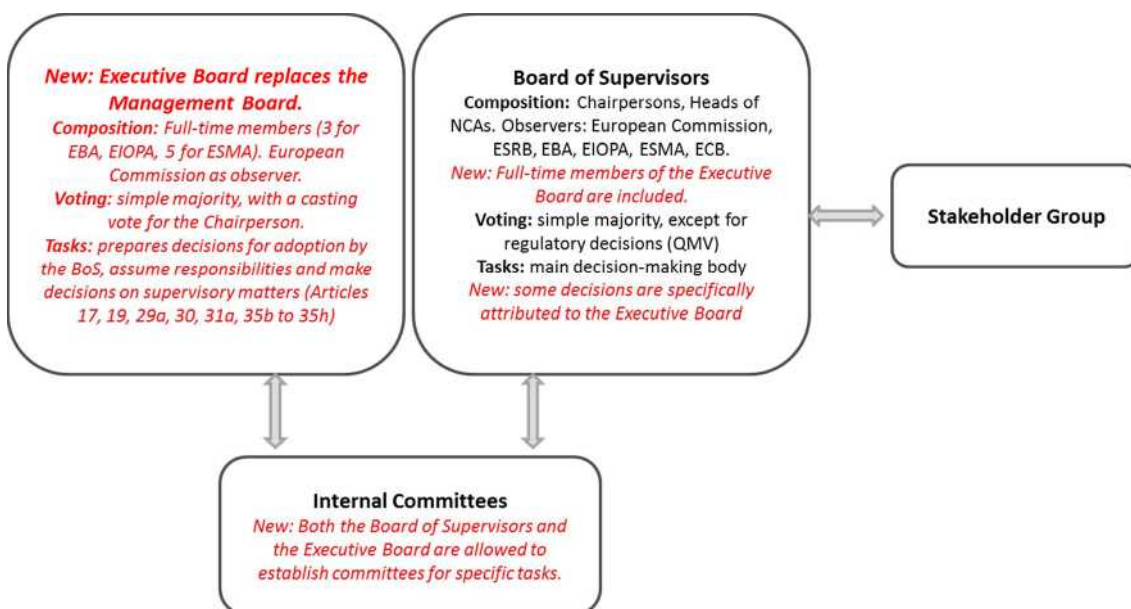 New: Executive Board replaces the
Management Board.
Composition: Full-time members (3 for
EBA, EIOPA, 5 for ESMA). European
Commission as observer.
Voting: simple majority, with a casting
vote for the Chairperson.
Tasks: prepares decisions for adoption by
the BoS, assume responsibilities and make
decisions on supervisory matters (Articles
17, 19, 29a, 30, 31a, 35b to 35h)
Board of Supervisors
Composition: Chairpersons, Heads of
NCAs. Observers: European Commission,
ESRB, EBA, EIOPA, ESMA, ECB.
New: Full-time members of the Executive
Board are included.
Voting: simple majority, except for
regulatory decisions (QMV)
Tasks: main decision-making body
New: some decisions are specifically
attributed to the Executive Board
Stakeholder Group
Internal Committees
New: Both the Board of Supervisors and
the Executive Board are allowed to
establish committees for specific tasks.